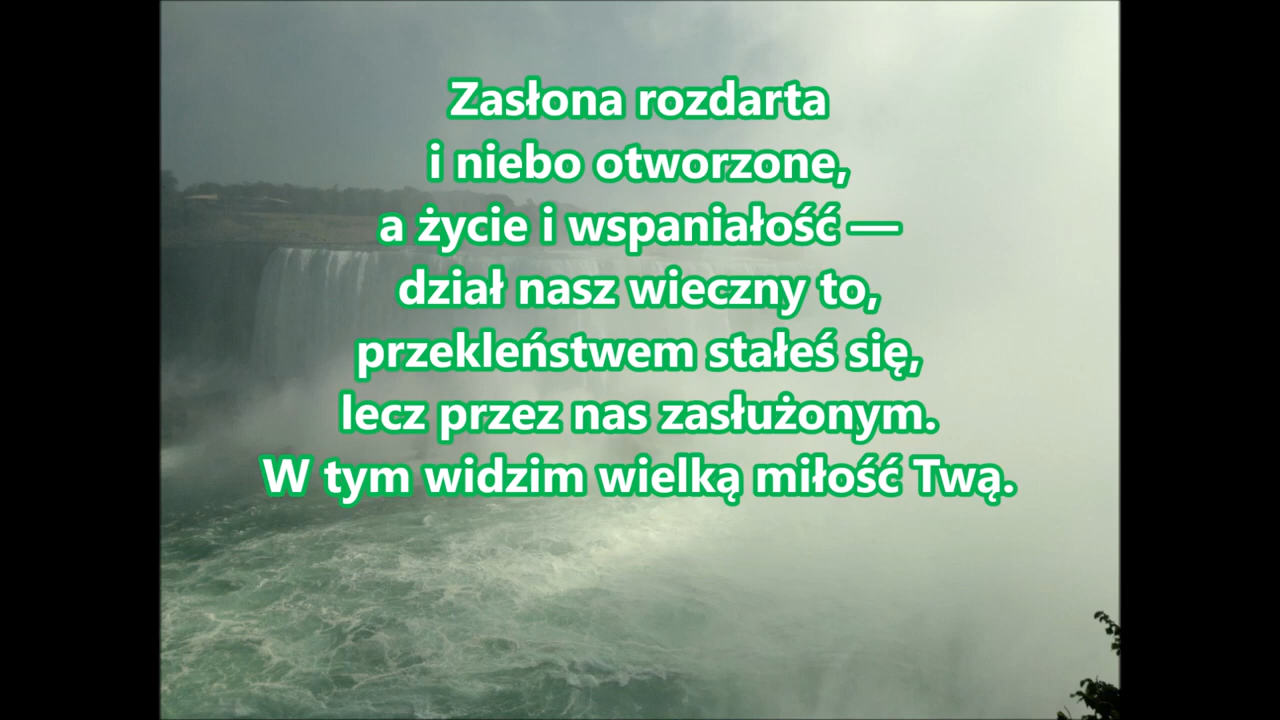 Zasłona rozdarta
i niebo otworzone,
a życie i wspaniałość —
dział nasz wieczny to,
przekleństwem stałeś się,
lecz przez nas zasłużonym.
W tym widzim wielką miłość Twą.